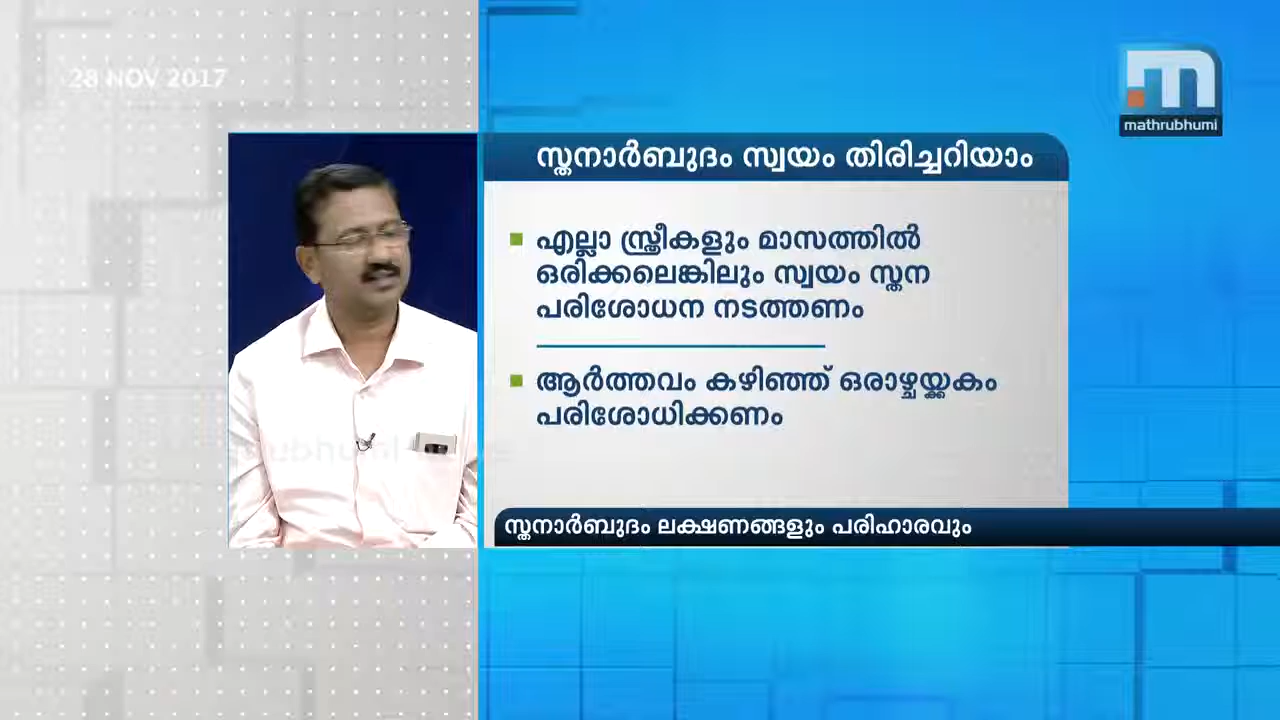 28 NOV 2017
mathrubhumi
സ്തനാർബുദം സ്വയം തിരിച്ചറിയാം
എല്ലാ സ്ത്രീകളും മാസത്തിൽ
ഒരിക്കലെങ്കിലും സ്വയം സ്തന
പരിശോധന നടത്തണം
ആർത്തവം കഴിഞ്ഞ് ഒരാഴ്ചയ്ക്കകം
പരിശോധിക്കണം
സ്തനാർബുദം ലക്ഷണങ്ങളും പരിഹാരവും